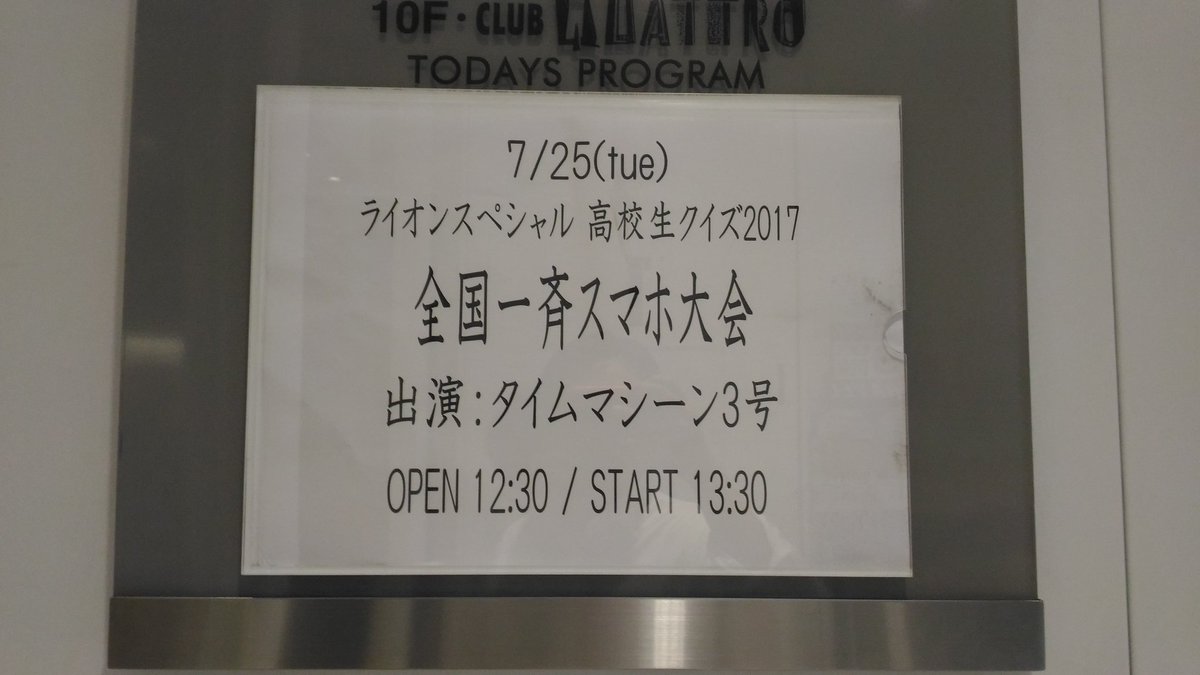 10F・CLUB QUATTRO
TODAYS PROGRAM
7/25(tue)
ライオンスペシャル 高校生クイズ2017
全国一斉スマホ大会
出演:タイムマシーン3号
OPEN 12:30 / START 13:30